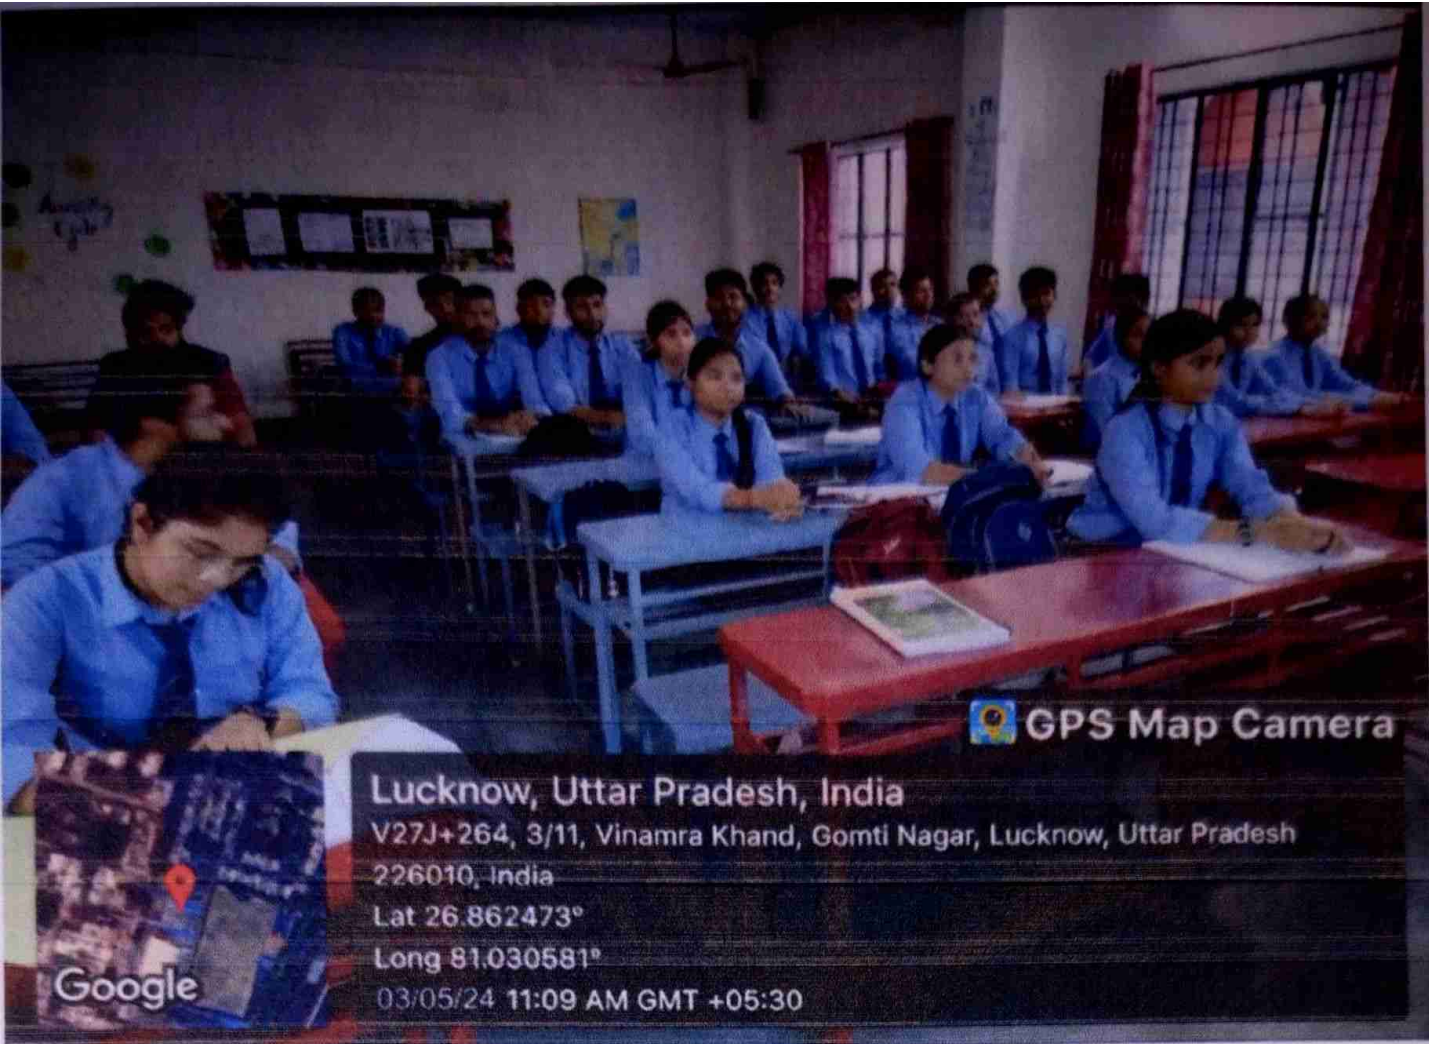 GPS Map Camera
Lucknow, Uttar Pradesh, India
V27J+264, 3/11, Vinamra Khand, Gomti Nagar, Lucknow, Uttar Pradesh
226010, India
Lat 26.862473°
Long 81.030581°
03/05/24 11:09 AM GMT +05:30
Google